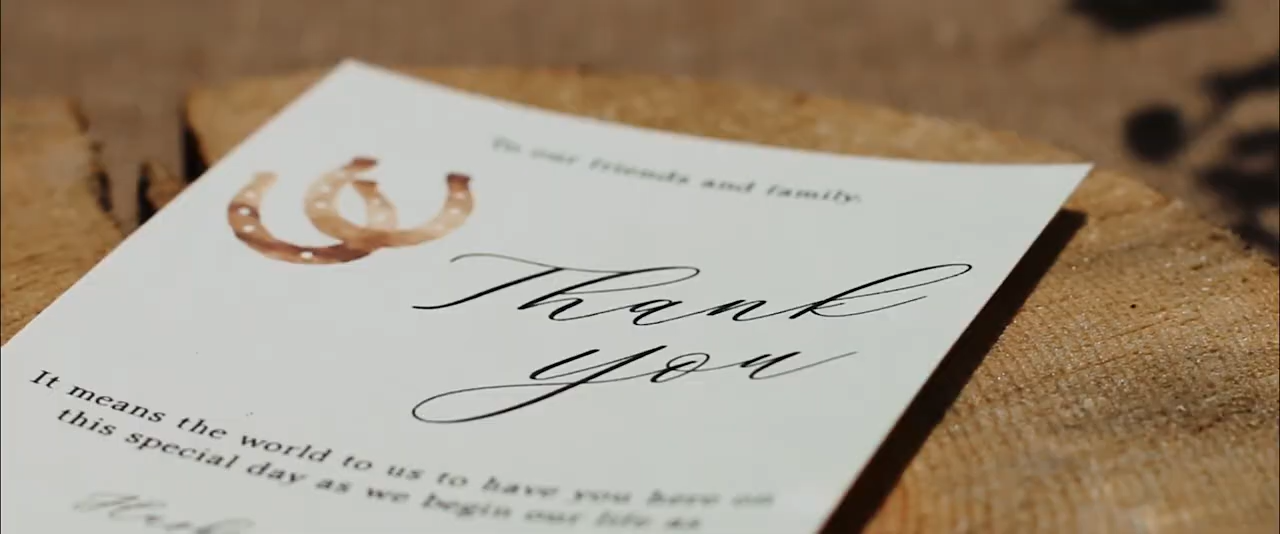 To our friends and family.
Thank
you
It means the world to us to have you here on
this special day as we begin our life as